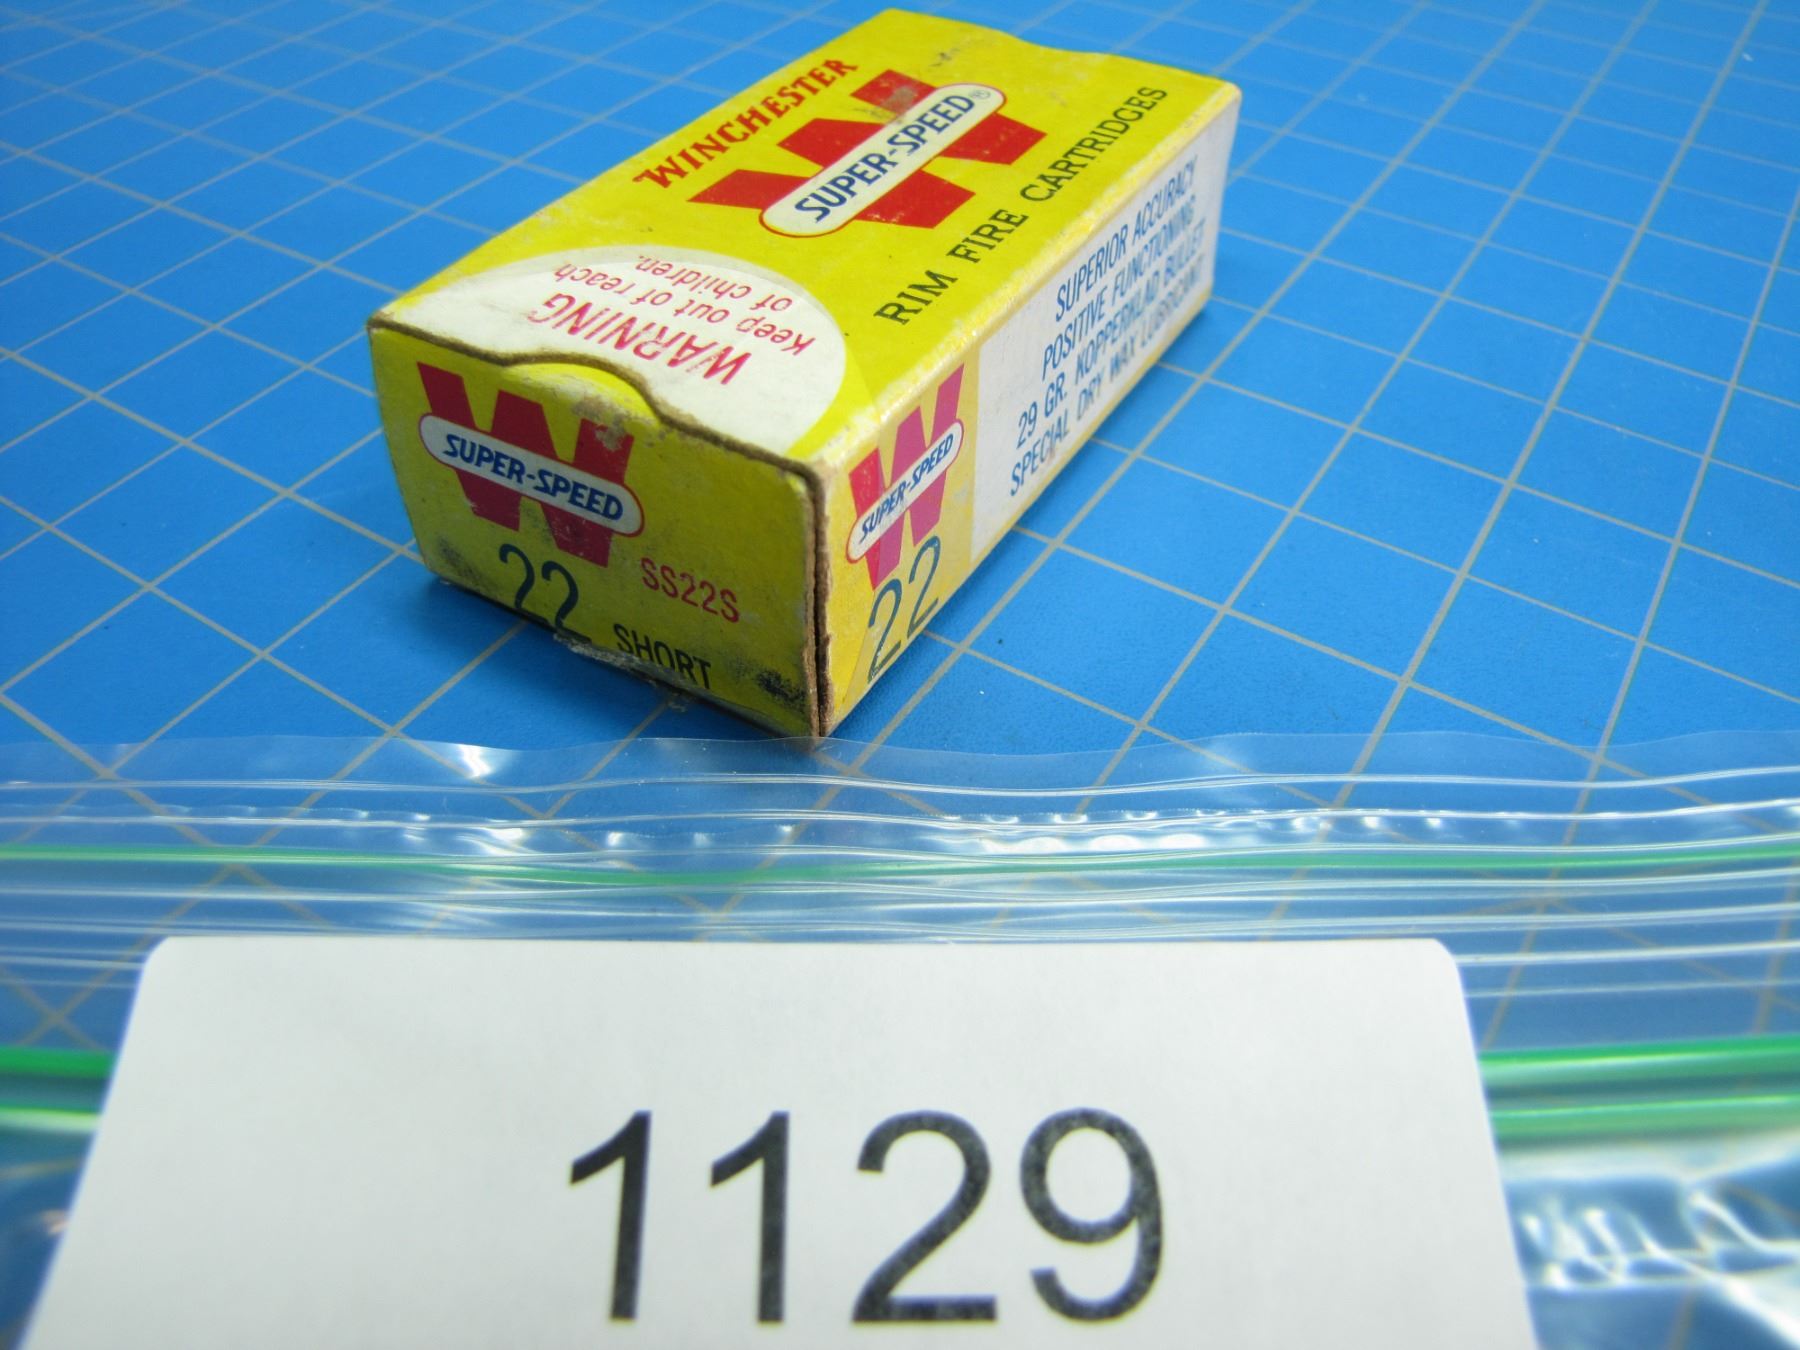 WINCHESTER
W
SUPER-SPEED®
RIM FIRE CARTRIDGES
WARNING
Keep out of reach
of children.
W
SUPER-SPEED
22
SS22S
SHORT
W
SUPER-SPEED
22
SUPERIOR ACCURACY
POSITIVE FUNCTIONING
29 GR. KOPPERKLAD BULLET
SPECIAL DRY WAX LUBRICANT
1129